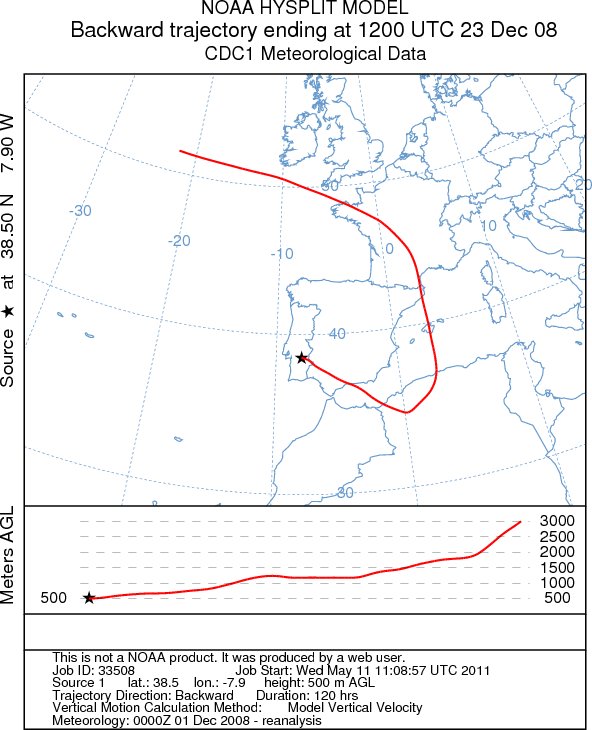 NOAA HYSPLIT MODEL
Backward trajectory ending at 1200 UTC 23 Dec 08
CDC1 Meteorological Data
Source ★ at 38.50 N 7.90 W
-30
-20
-10
50
0
10
20
40
30
Meters AGL
500
3000
2500
2000
1500
1000
500
This is not a NOAA product. It was produced by a web user.
Job ID: 33508 Job Start: Wed May 11 11:08:57 UTC 2011
Source 1 lat.: 38.5 lon.: -7.9 height: 500 m AGL
Trajectory Direction: Backward Duration: 120 hrs
Vertical Motion Calculation Method: Model Vertical Velocity
Meteorology: 0000Z 01 Dec 2008 - reanalysis